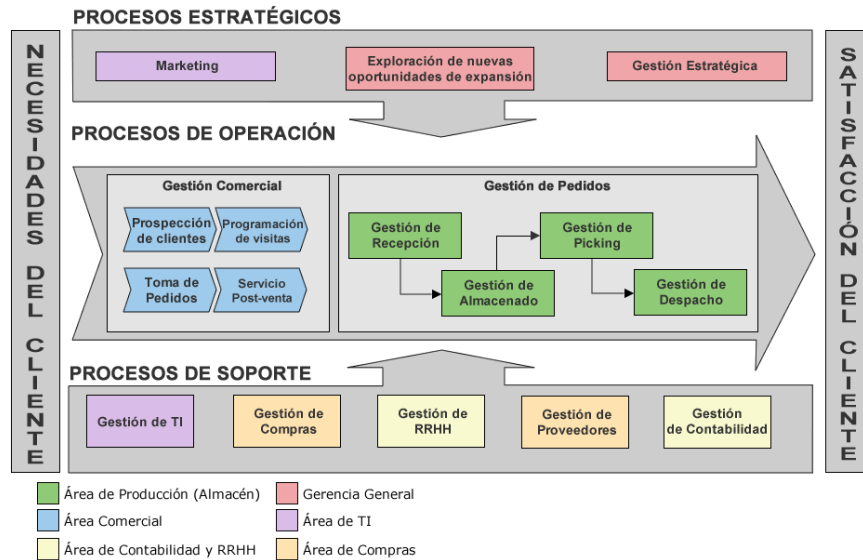 PROCESOS ESTRATÉGICOS
NECESIDADES DEL CLIENTE
Marketing
Exploración de nuevas
oportunidades de expansión
Gestión Estratégica
SATISFACCIÓN DEL CLIENTE
PROCESOS DE OPERACIÓN
Gestión Comercial
Prospección
de clientes
Programación
de visitas
Toma de
Pedidos
Servicio
Post-venta
Gestión de Pedidos
Gestión de
Recepción
Gestión de
Almacenado
Gestión de
Picking
Gestión de
Despacho
PROCESOS DE SOPORTE
Gestión de TI
Gestión de
Compras
Gestión de
RRHH
Gestión de
Proveedores
Gestión
de Contabilidad
Área de Producción (Almacén)
Gerencia General
Área Comercial
Área de TI
Área de Contabilidad y RRHH
Área de Compras